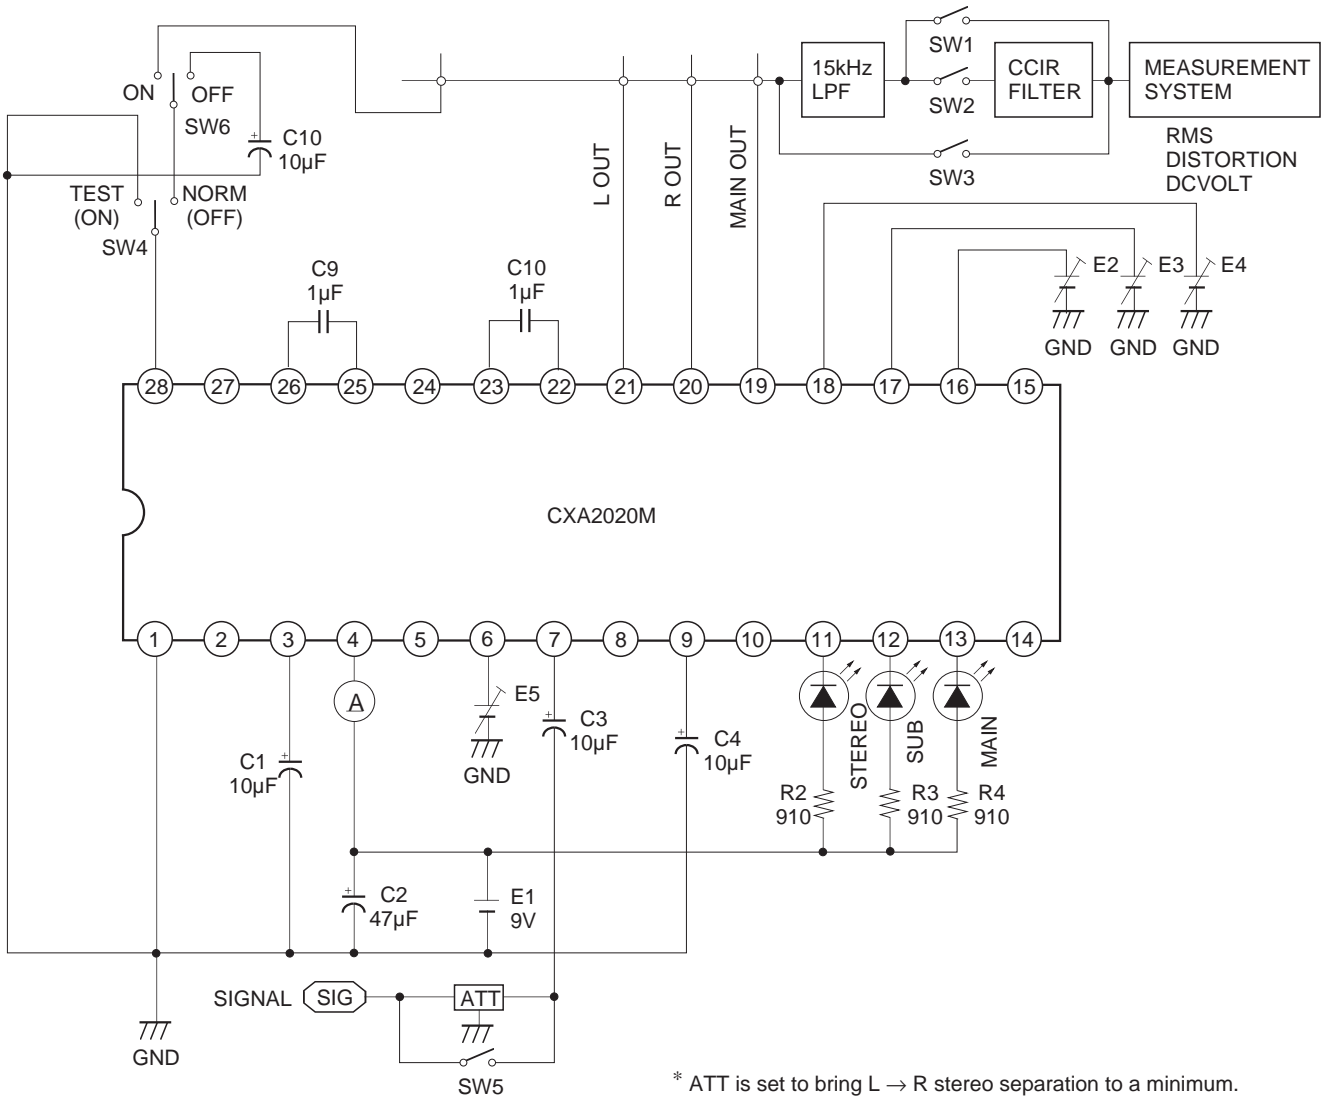 SW1
15kHz
LPF
CCIR
FILTER
MEASUREMENT
SYSTEM
SW2
ON
OFF
SW6
C10
10µF
RMS
DISTORTION
DCVOLT
SW3
L OUT
R OUT
MAIN OUT
TEST
(ON)
NORM
(OFF)
SW4
C9
1µF
C10
1µF
E2
E3
E4
GND
GND
GND
28
27
26
25
24
23
22
21
20
19
18
17
16
15
CXA2020M
1
2
3
4
5
6
7
8
9
10
11
12
13
14
A
E5
GND
STEREO
SUB
MAIN
C1
10µF
C3
10µF
C4
10µF
R2
910
R3
910
R4
910
C2
47µF
E1
9V
SIGNAL
SIG
ATT
GND
SW5
* ATT is set to bring L → R stereo separation to a minimum.